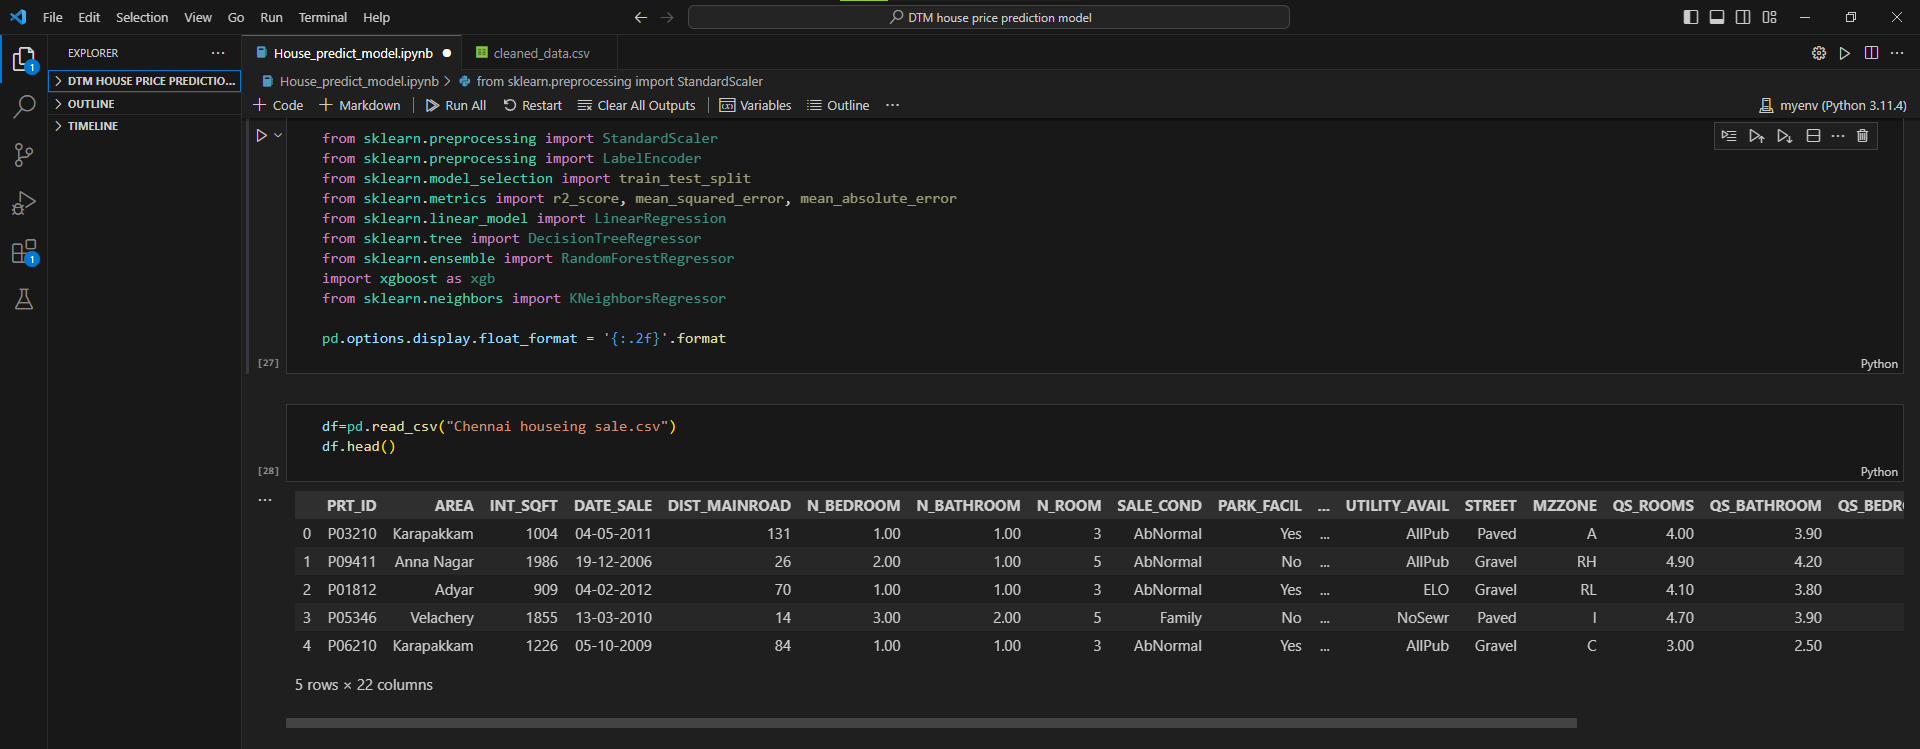 File Edit Selection View Go Run Terminal Help
DTM house price prediction model
EXPLORER
DTM HOUSE PRICE PREDICTIO...
OUTLINE
TIMELINE
1
1
House_predict_model.ipynb
cleaned_data.csv
House_predict_model.ipynb > from sklearn.preprocessing import StandardScaler
+ Code + Markdown | Run All Restart Clear All Outputs | Variables Outline ...
myenv (Python 3.11.4)
from sklearn.preprocessing import StandardScaler
from sklearn.preprocessing import LabelEncoder
from sklearn.model_selection import train_test_split
from sklearn.metrics import r2_score, mean_squared_error, mean_absolute_error
from sklearn.linear_model import LinearRegression
from sklearn.tree import DecisionTreeRegressor
from sklearn.ensemble import RandomForestRegressor
import xgboost as xgb
from sklearn.neighbors import KNeighborsRegressor
pd.options.display.float_format = '{:.2f}'.format
[27]
Python
df=pd.read_csv("Chennai houseing sale.csv")
df.head()
[28]
Python
...
PRT_ID AREA INT_SQFT DATE_SALE DIST_MAINROAD N_BEDROOM N_BATHROOM N_ROOM SALE_COND PARK_FACIL ... UTILITY_AVAIL STREET MZZONE QS_ROOMS QS_BATHROOM QS_BEDR
0 P03210 Karapakkam 1004 04-05-2011 131 1.00 1.00 3 AbNormal Yes ... AllPub Paved A 4.00 3.90
1 P09411 Anna Nagar 1986 19-12-2006 26 2.00 1.00 5 AbNormal No ... AllPub Gravel RH 4.90 4.20
2 P01812 Adyar 909 04-02-2012 70 1.00 1.00 3 AbNormal Yes ... ELO Gravel RL 4.10 3.80
3 P05346 Velachery 1855 13-03-2010 14 3.00 2.00 5 Family No ... NoSewr Paved I 4.70 3.90
4 P06210 Karapakkam 1226 05-10-2009 84 1.00 1.00 3 AbNormal Yes ... AllPub Gravel C 3.00 2.50
5 rows × 22 columns